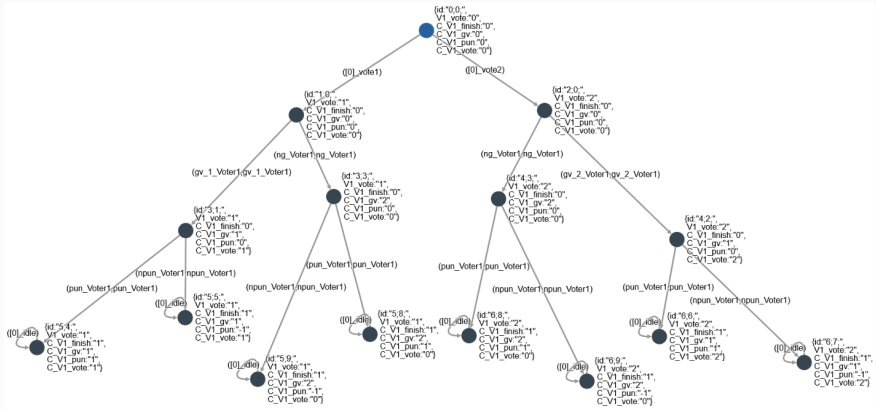 {id:"0;0;",
V1_vote:"0",
C_V1_finish:"0",
C_V1_gv:"0",
C_V1_pun:"0",
C_V1_vote:"0"}
([0]_vote1)
([0]_vote2)
{id:"1;0;",
V1_vote:"1",
C_V1_finish:"0",
C_V1_gv:"0",
C_V1_pun:"0",
C_V1_vote:"0"}
{id:"2;0;",
V1_vote:"2",
C_V1_finish:"0",
C_V1_gv:"0",
C_V1_pun:"0",
C_V1_vote:"0"}
(gv_1_Voter1,gv_1_Voter1)
(ng_Voter1,ng_Voter1)
(ng_Voter1,ng_Voter1)
(gv_2_Voter1,gv_2_Voter1)
{id:"3;1;",
V1_vote:"1",
C_V1_finish:"0",
C_V1_gv:"1",
C_V1_pun:"0",
C_V1_vote:"1"}
{id:"3;3;",
V1_vote:"1",
C_V1_finish:"0",
C_V1_gv:"2",
C_V1_pun:"0",
C_V1_vote:"0"}
{id:"4;3;",
V1_vote:"2",
C_V1_finish:"0",
C_V1_gv:"2",
C_V1_pun:"0",
C_V1_vote:"0"}
{id:"4;2;",
V1_vote:"2",
C_V1_finish:"0",
C_V1_gv:"1",
C_V1_pun:"0",
C_V1_vote:"2"}
(pun_Voter1,pun_Voter1)
(npun_Voter1,npun_Voter1)
(npun_Voter1,npun_Voter1)
(pun_Voter1,pun_Voter1)
(pun_Voter1,pun_Voter1)
(npun_Voter1,npun_Voter1)
(pun_Voter1,pun_Voter1)
(npun_Voter1,npun_Voter1)
([0]_idle)
{id:"5;4;",
V1_vote:"1",
C_V1_finish:"1",
C_V1_gv:"1",
C_V1_pun:"1",
C_V1_vote:"1"}
([0]_idle)
{id:"5;5;",
V1_vote:"1",
C_V1_finish:"1",
C_V1_gv:"1",
C_V1_pun:"-1",
C_V1_vote:"1"}
([0]_idle)
{id:"5;9;",
V1_vote:"1",
C_V1_finish:"1",
C_V1_gv:"2",
C_V1_pun:"-1",
C_V1_vote:"0"}
([0]_idle)
{id:"5;8;",
V1_vote:"1",
C_V1_finish:"1",
C_V1_gv:"2",
C_V1_pun:"1",
C_V1_vote:"0"}
([0]_idle)
{id:"6;8;",
V1_vote:"2",
C_V1_finish:"1",
C_V1_gv:"2",
C_V1_pun:"1",
C_V1_vote:"0"}
([0]_idle)
{id:"6;9;",
V1_vote:"2",
C_V1_finish:"1",
C_V1_gv:"2",
C_V1_pun:"-1",
C_V1_vote:"0"}
([0]_idle)
{id:"6;6;",
V1_vote:"2",
C_V1_finish:"1",
C_V1_gv:"1",
C_V1_pun:"1",
C_V1_vote:"2"}
([0]_idle)
{id:"6;7;",
V1_vote:"2",
C_V1_finish:"1",
C_V1_gv:"1",
C_V1_pun:"-1",
C_V1_vote:"2"}